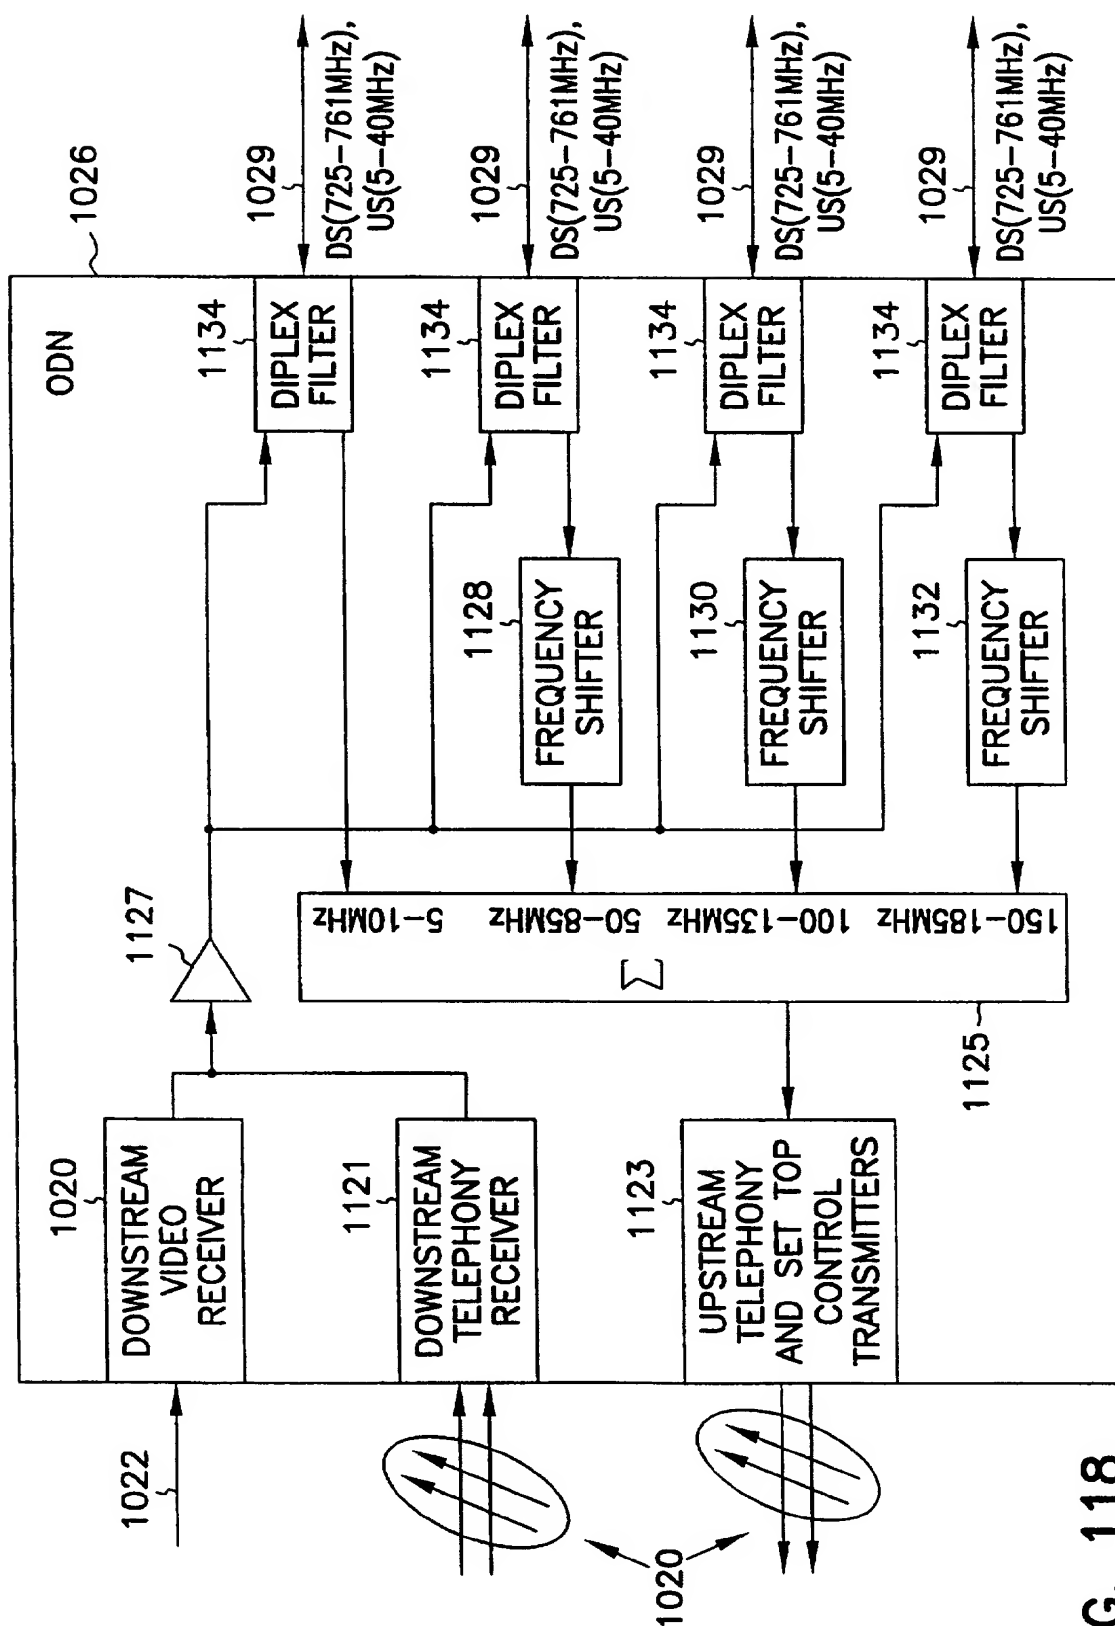 1026
ODN
1022
1020
DOWNSTREAM
VIDEO
RECEIVER
1127
1134
DIPLEX
FILTER
1029
DS(725-761MHz),
US(5-40MHz)
1121
DOWNSTREAM
TELEPHONY
RECEIVER
1128
FREQUENCY
SHIFTER
1134
DIPLEX
FILTER
1029
DS(725-761MHz),
US(5-40MHz)
5-10MHz
50-85MHz
100-135MHz
150-185MHz
Σ
1125
1130
FREQUENCY
SHIFTER
1134
DIPLEX
FILTER
1029
DS(725-761MHz),
US(5-40MHz)
1020
1123
UPSTREAM
TELEPHONY
AND SET TOP
CONTROL
TRANSMITTERS
1132
FREQUENCY
SHIFTER
1134
DIPLEX
FILTER
1029
DS(725-761MHz),
US(5-40MHz)
G. 118